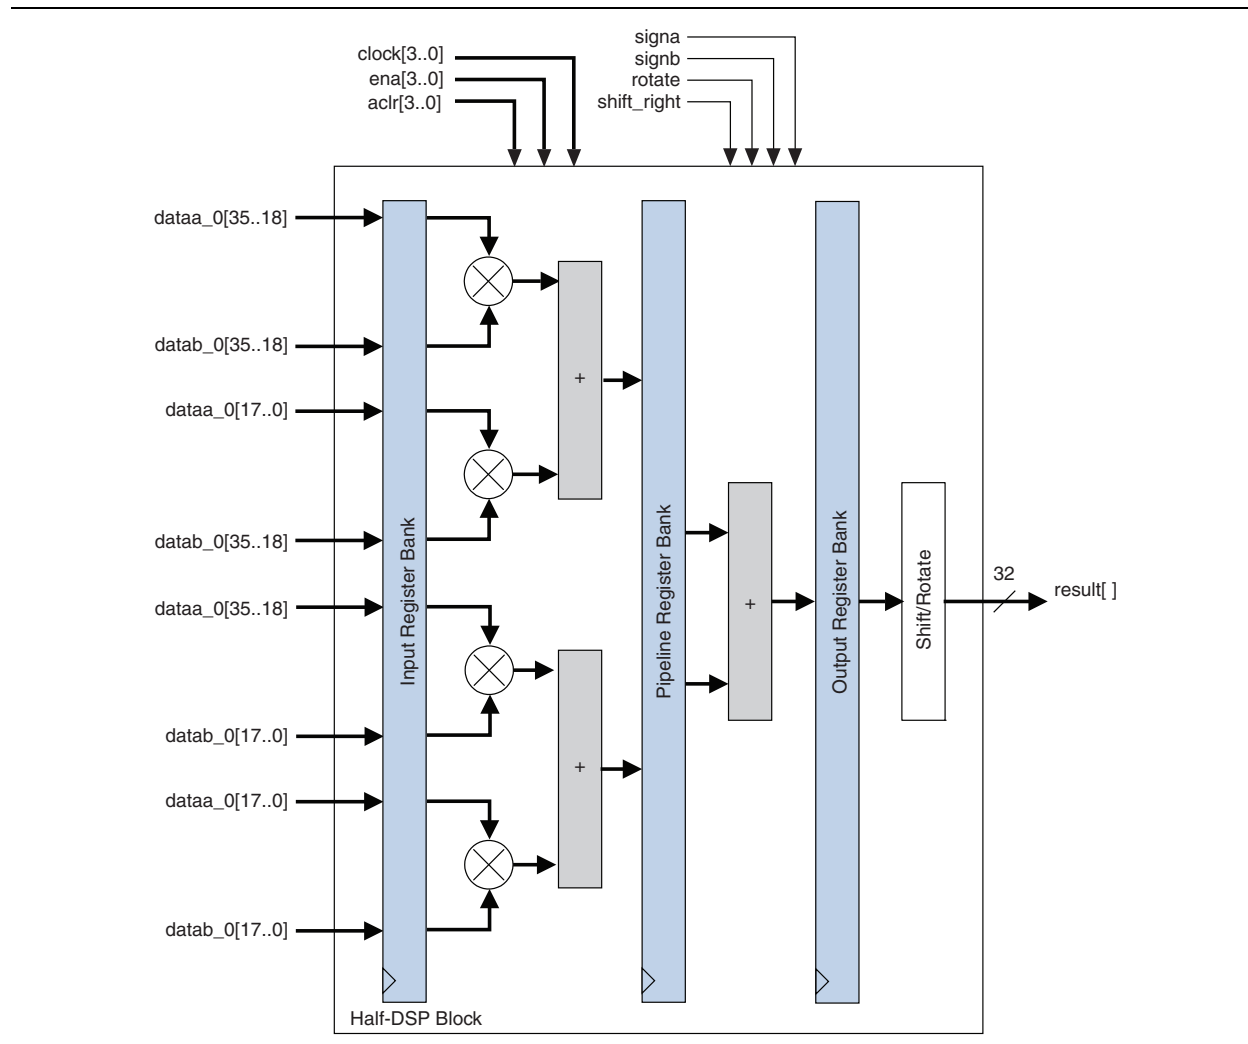 clock[3..0]
ena[3..0]
aclr[3..0]
signa
signb
rotate
shift_right
dataa_0[35..18]
datab_0[35..18]
dataa_0[17..0]
datab_0[35..18]
dataa_0[35..18]
datab_0[17..0]
dataa_0[17..0]
datab_0[17..0]
Input Register Bank
+
+
Pipeline Register Bank
+
Output Register Bank
Shift/Rotate
32
result[ ]
Half-DSP Block